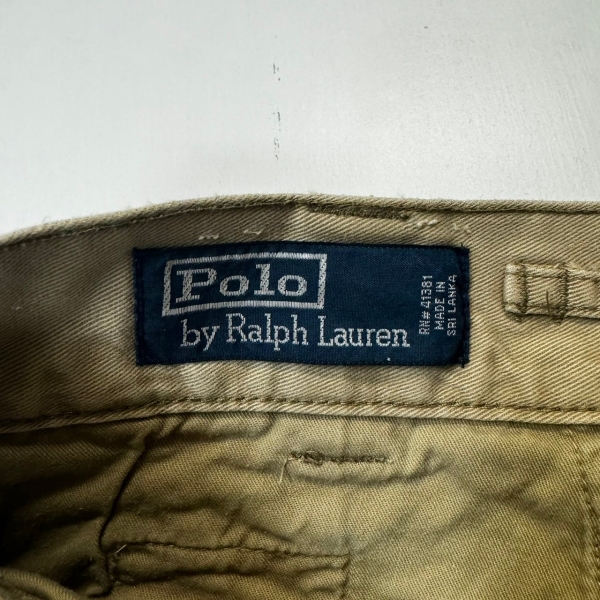 Polo
by Ralph Lauren
RN# 41381
MADE IN
SRI LANKA